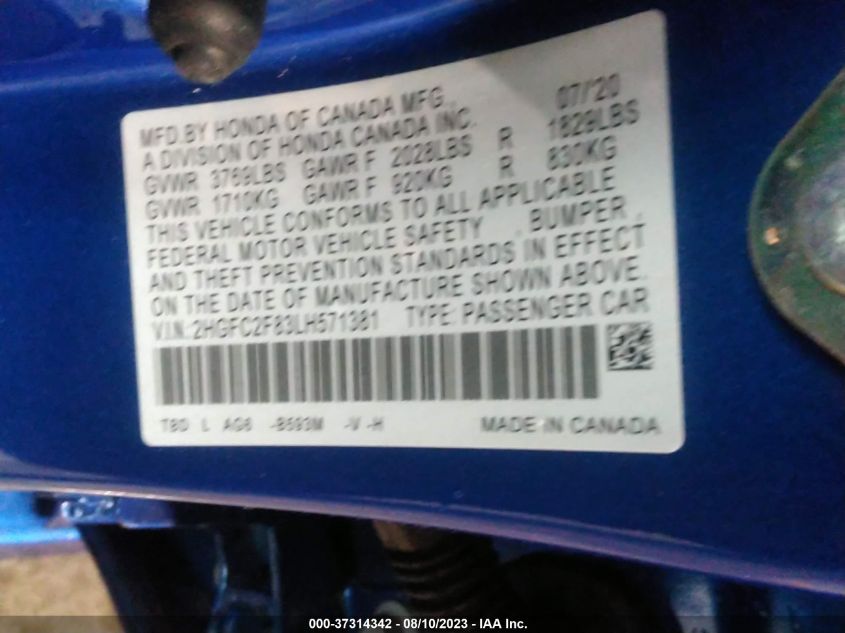 MFD.BY HONDA OF CANADA MFG., 07/'20
A DIVISION OF HONDA CANADA INC.
GVWR 3769LBS GAWR F 2028LBS R 1829LBS
GVWR 1710KG GAWR F 920KG R 830KG
THIS VEHICLE CONFORMS TO ALL APPLICABLE
FEDERAL MOTOR VEHICLE SAFETY , BUMPER ,
AND THEFT PREVENTION STANDARDS IN EFFECT
ON THE DATE OF MANUFACTURE SHOWN ABOVE.
V.I.N: 2HGFC2F83LH571381 TYPE: PASSENGER CAR
TBD L AG6 -B593M -V -H MADE IN CANADA
000-37314342 - 08/10/2023 - IAA Inc.